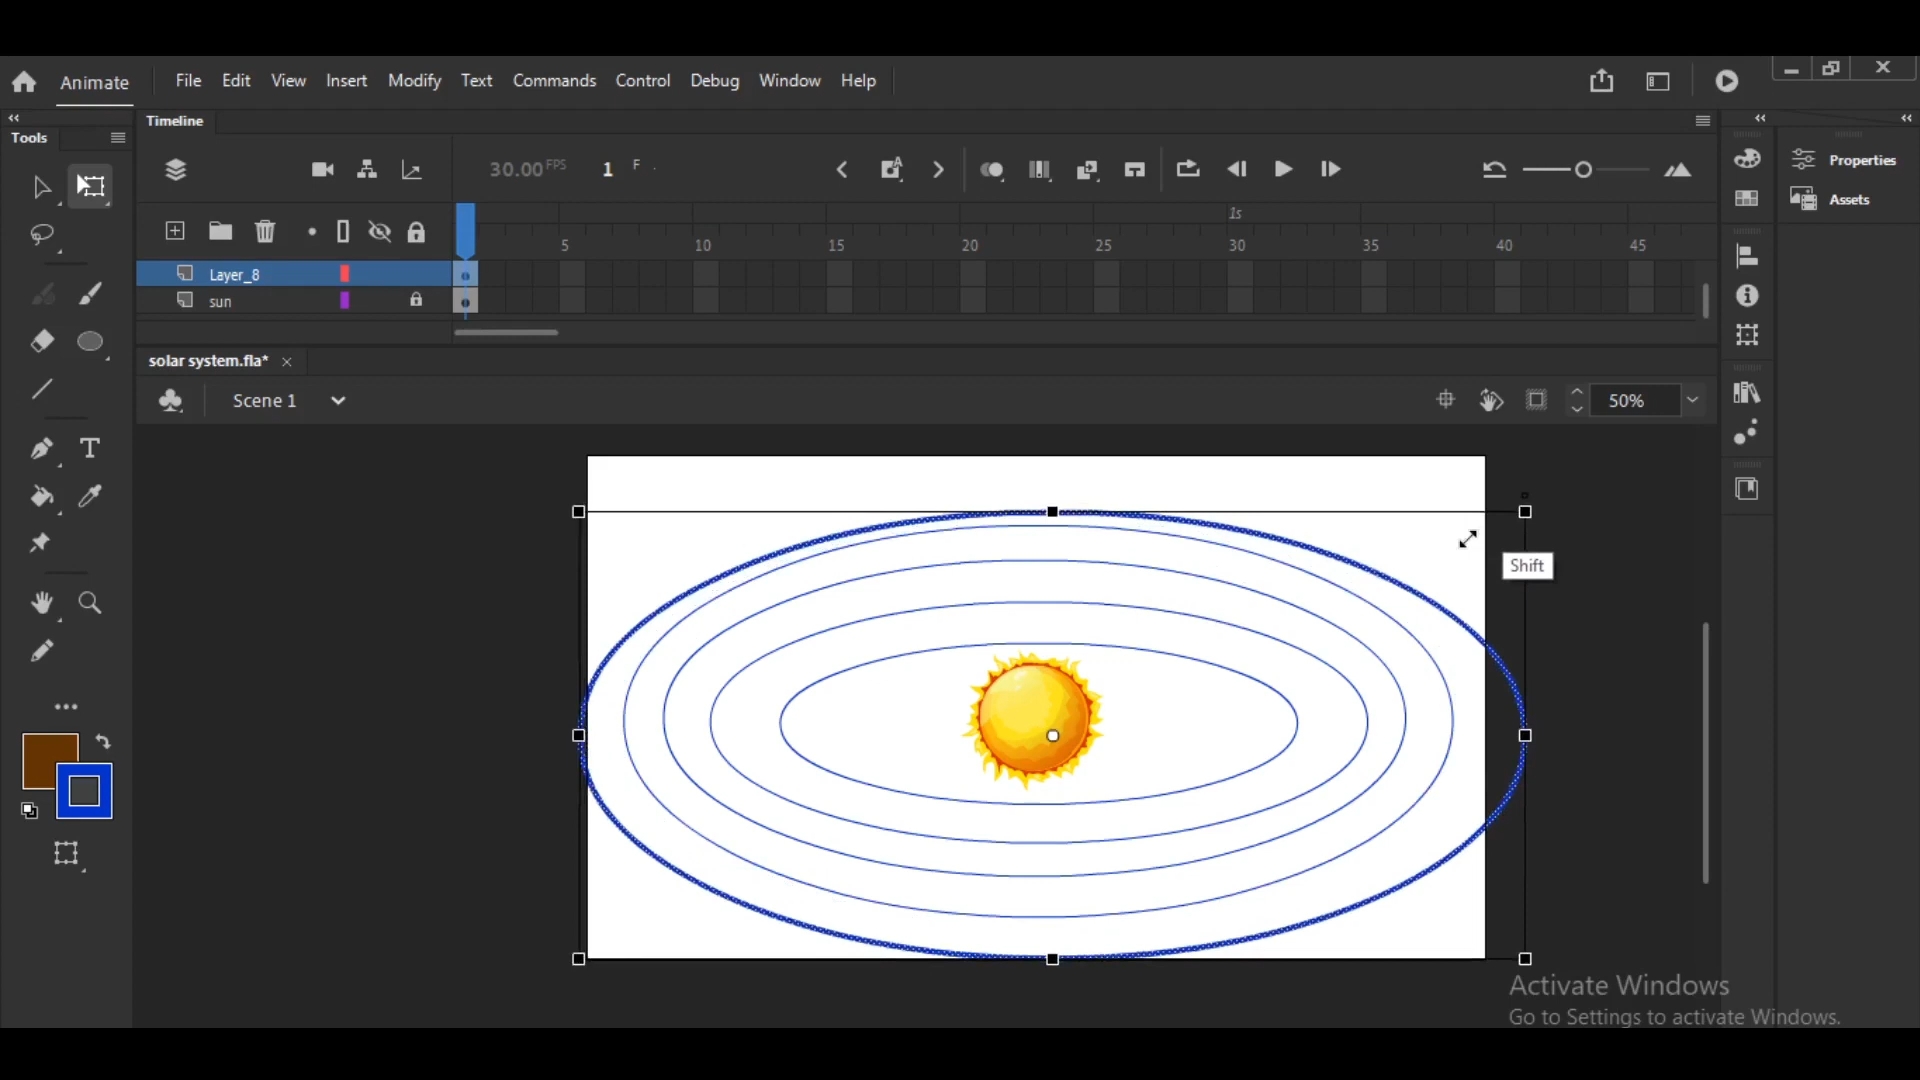 Animate File Edit View Insert Modify Text Commands Control Debug Window Help
Tools Timeline
Properties
Assets
30.00 FPS 1 F
1s
5 10 15 20 25 30 35 40 45
Layer_8
sun
solar system.fla*
Scene 1 50%
Shift
Activate Windows
Go to Settings to activate Windows.